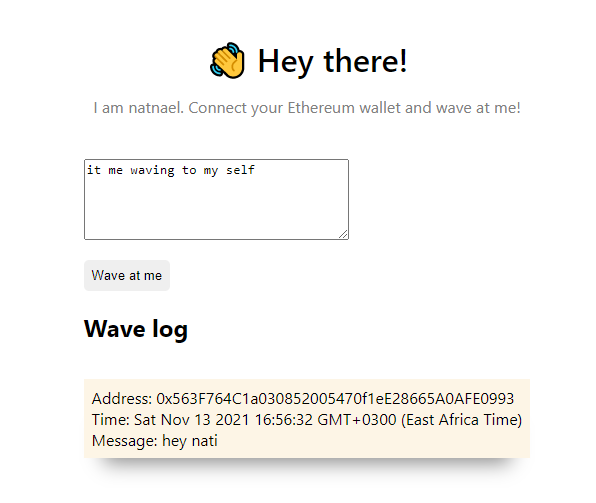 👋 Hey there!
I am natnael. Connect your Ethereum wallet and wave at me!
it me waving to my self
Wave at me
Wave log
Address: 0x563F764C1a030852005470f1eE28665A0AFE0993
Time: Sat Nov 13 2021 16:56:32 GMT+0300 (East Africa Time)
Message: hey nati